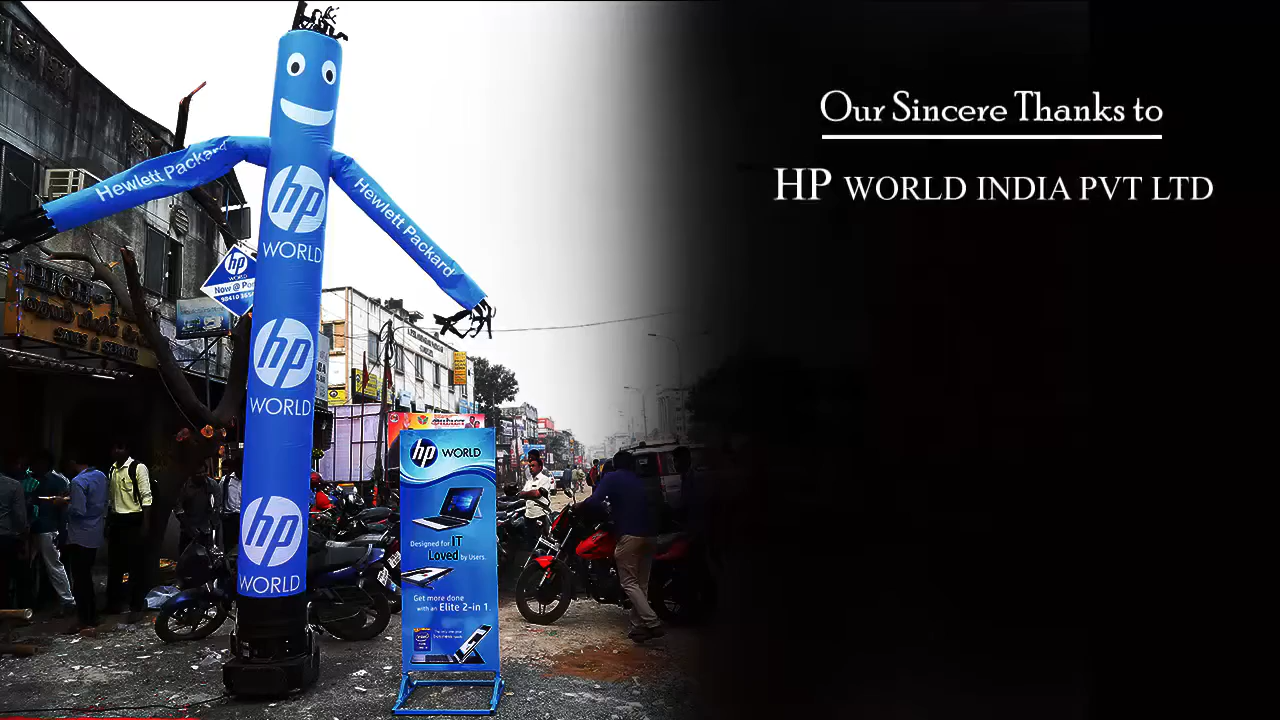 Our Sincere Thanks to
HP WORLD INDIA PVT LTD
Hewlett Packard
Hewlett Packard
hp
WORLD
hp
WORLD
Now @ Por
hp
WORLD
hp WORLD
Designed for IT
Loved by Users.
Get more done
with an Elite 2-in 1.
hp
WORLD